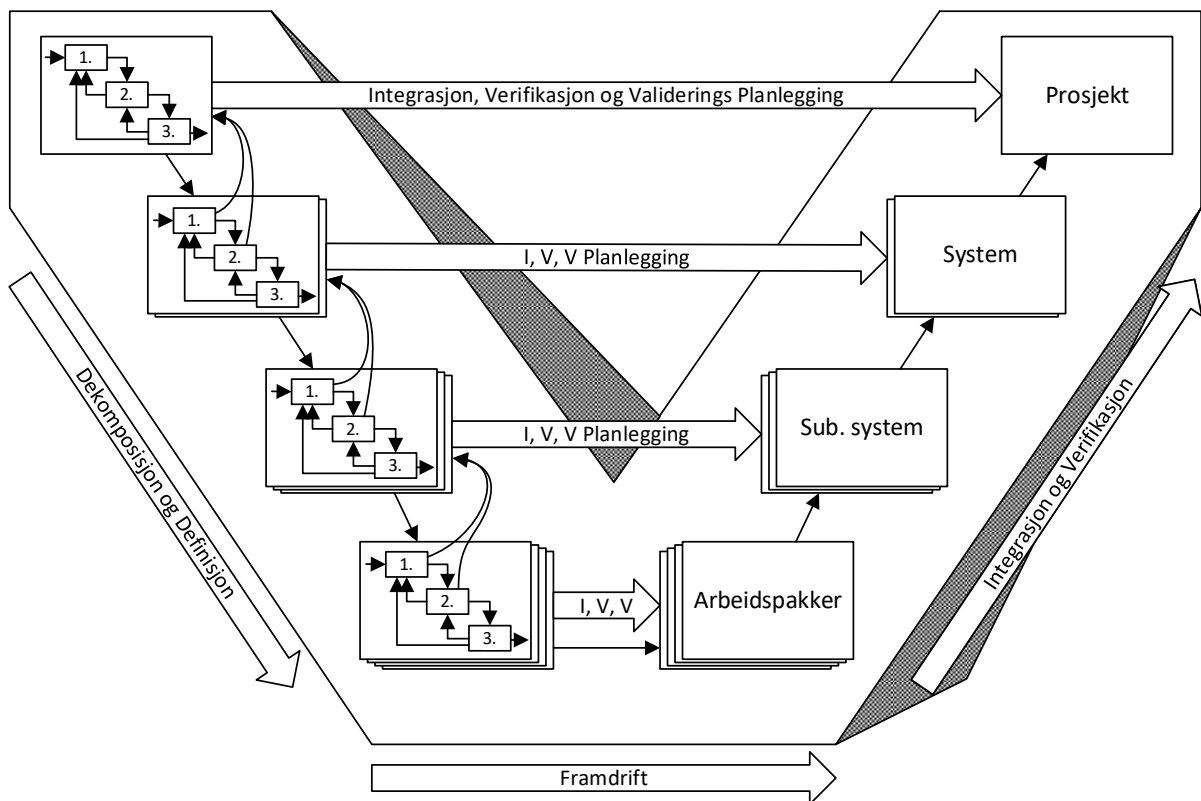 1.
2.
3.
Integrasjon, Verifikasjon og Validerings Planlegging
Prosjekt
1.
2.
3.
I, V, V Planlegging
System
1.
2.
3.
I, V, V Planlegging
Sub. system
1.
2.
3.
I, V, V
Arbeidspakker
Dekomposisjon og Definisjon
Integrasjon og Verifikasjon
Framdrift